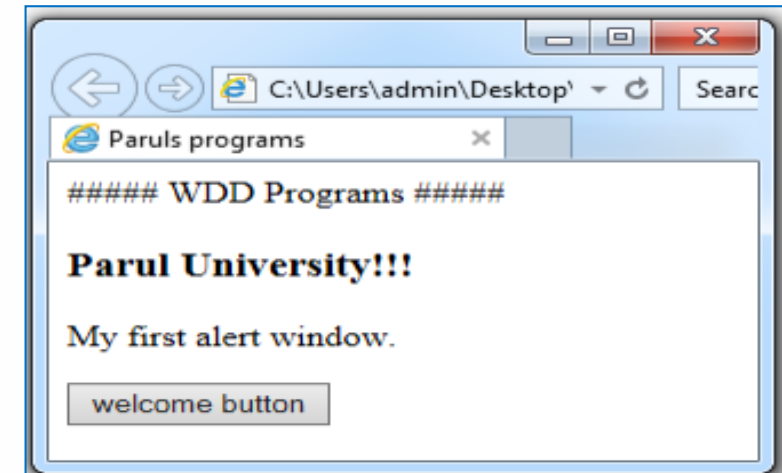 C:\Users\admin\Desktop\ Searc
Paruls programs
##### WDD Programs #####
Parul University!!!
My first alert window.
welcome button